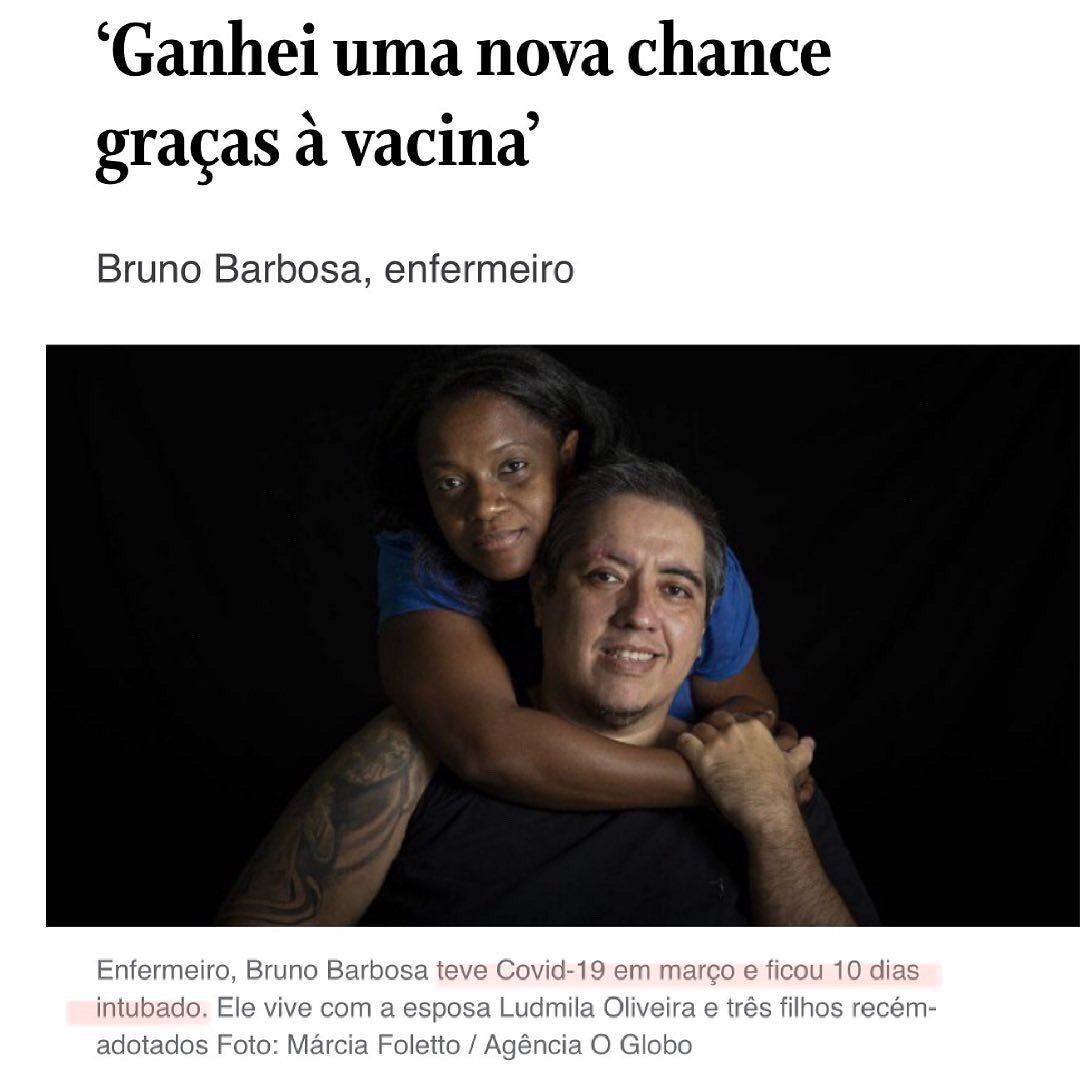 ‘Ganhei uma nova chance
graças à vacina’
Bruno Barbosa, enfermeiro
Enfermeiro, Bruno Barbosa teve Covid-19 em março e ficou 10 dias
intubado. Ele vive com a esposa Ludmila Oliveira e três filhos recém-
adotados Foto: Márcia Foletto / Agência O Globo